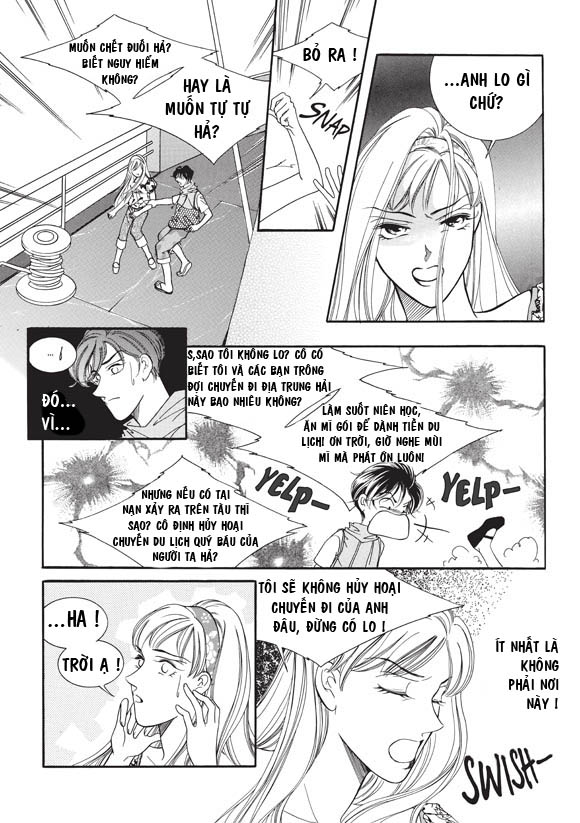 MUỐN CHẾT ĐUỐI HẢ?
BIẾT NGUY HIỂM
KHÔNG?
HAY LÀ
MUỐN TỰ TỰ
HẢ?
BỎ RA !
SNAP
...ANH LO GÌ
CHỨ?
...
ĐÓ...
VÌ...
S,SAO TÔI KHÔNG LO? CÔ CÓ
BIẾT TÔI VÀ CÁC BẠN TRÔNG
ĐỢI CHUYẾN ĐI ĐỊA TRUNG HẢI
NÀY BAO NHIÊU KHÔNG?
LÀM SUỐT NIÊN HỌC,
ĂN MÌ GÓI ĐỂ DÀNH TIỀN DU
LỊCH! ƠN TRỜI, GIỜ NGHE MÙI
MÌ MÀ PHÁT ỚN LUÔN!
YELP-
YELP-
NHƯNG NẾU CÓ TAI
NẠN XẢY RA TRÊN TÀU THÌ
SAO? CÔ ĐỊNH HỦY HOẠI
CHUYẾN DU LỊCH QUÝ BÁU CỦA
NGƯỜI TA HẢ?
...HA !
TRỜI Ạ !
TÔI SẼ KHÔNG HỦY HOẠI
CHUYẾN ĐI CỦA ANH
ĐÂU, ĐỪNG CÓ LO !
ÍT NHẤT LÀ
KHÔNG
PHẢI NƠI
NÀY !
SWISH-